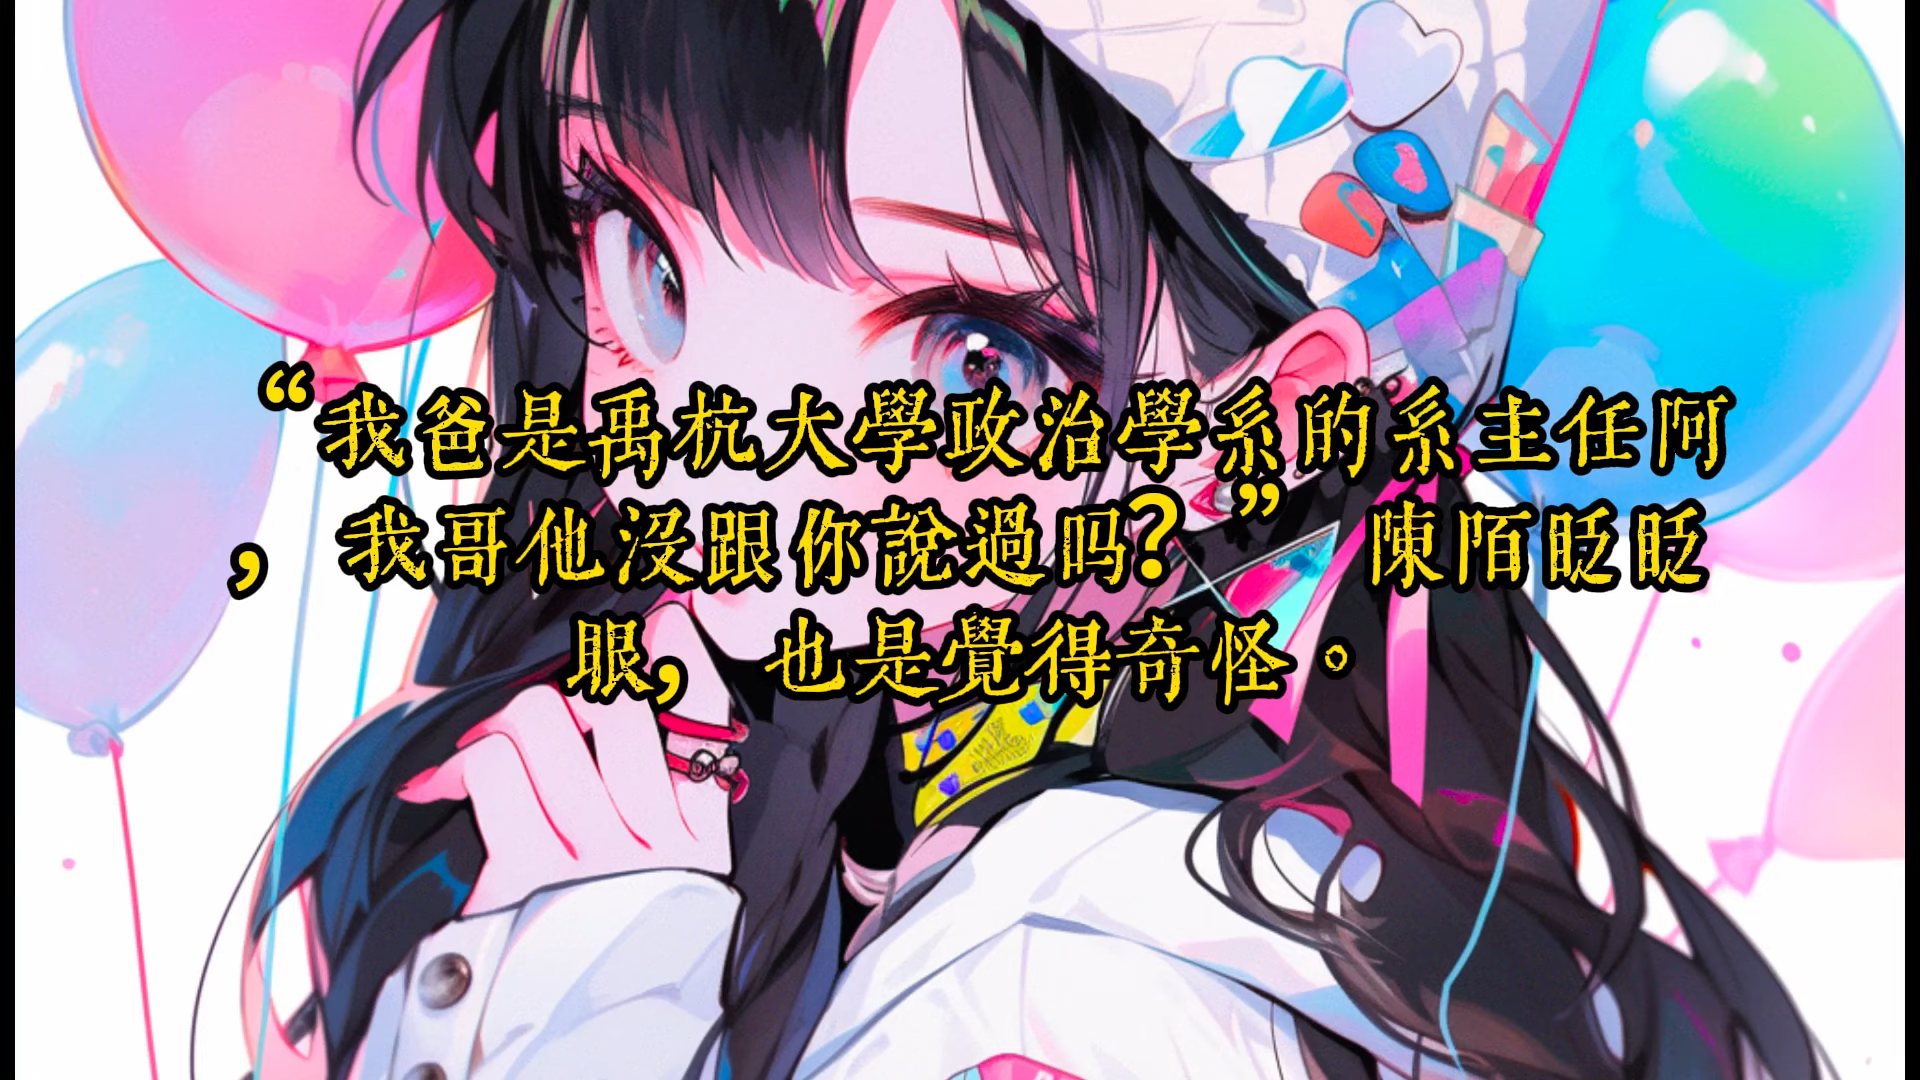 “我爸是禹杭大學政治學系的系主任阿
，我哥他没跟你說過吗？” 陳陌眨眨
眼， 也是覺得奇怪。